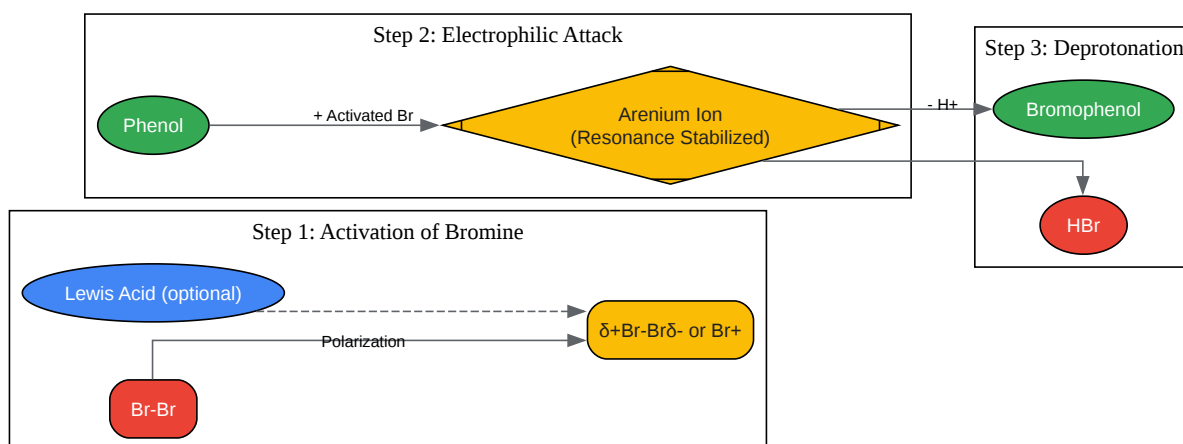 Step 2: Electrophilic Attack
Phenol
+ Activated Br
Arenium Ion
(Resonance Stabilized)
- H+
Step 3: Deprotonation
Bromophenol
HBr
Step 1: Activation of Bromine
Lewis Acid (optional)
Polarization
Br-Br
δ+Br-Brδ- or Br+